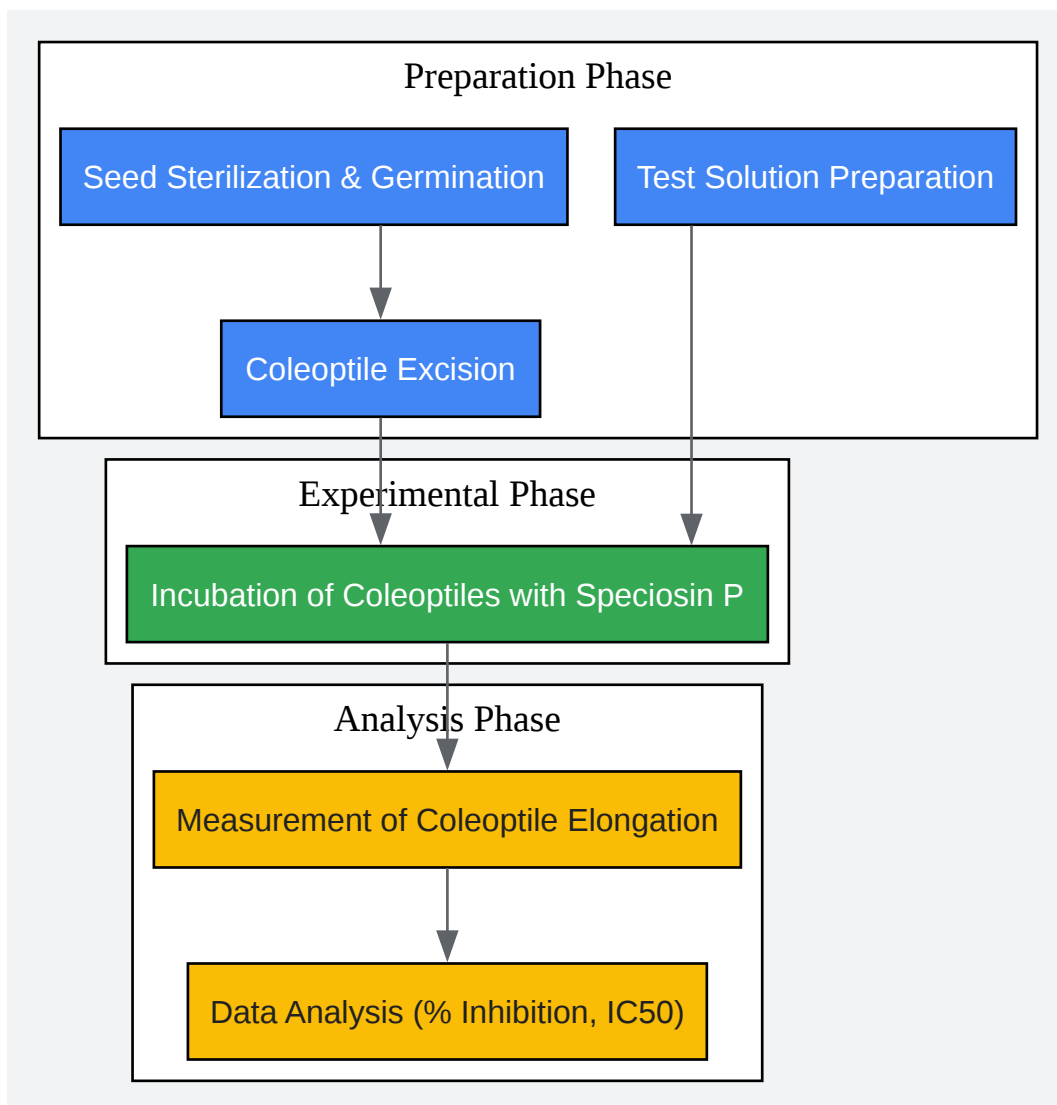 Preparation Phase
Seed Sterilization & Germination
Test Solution Preparation
Coleoptile Excision
Experimental Phase
Incubation of Coleoptiles with Speciosin P
Analysis Phase
Measurement of Coleoptile Elongation
Data Analysis (% Inhibition, IC50)